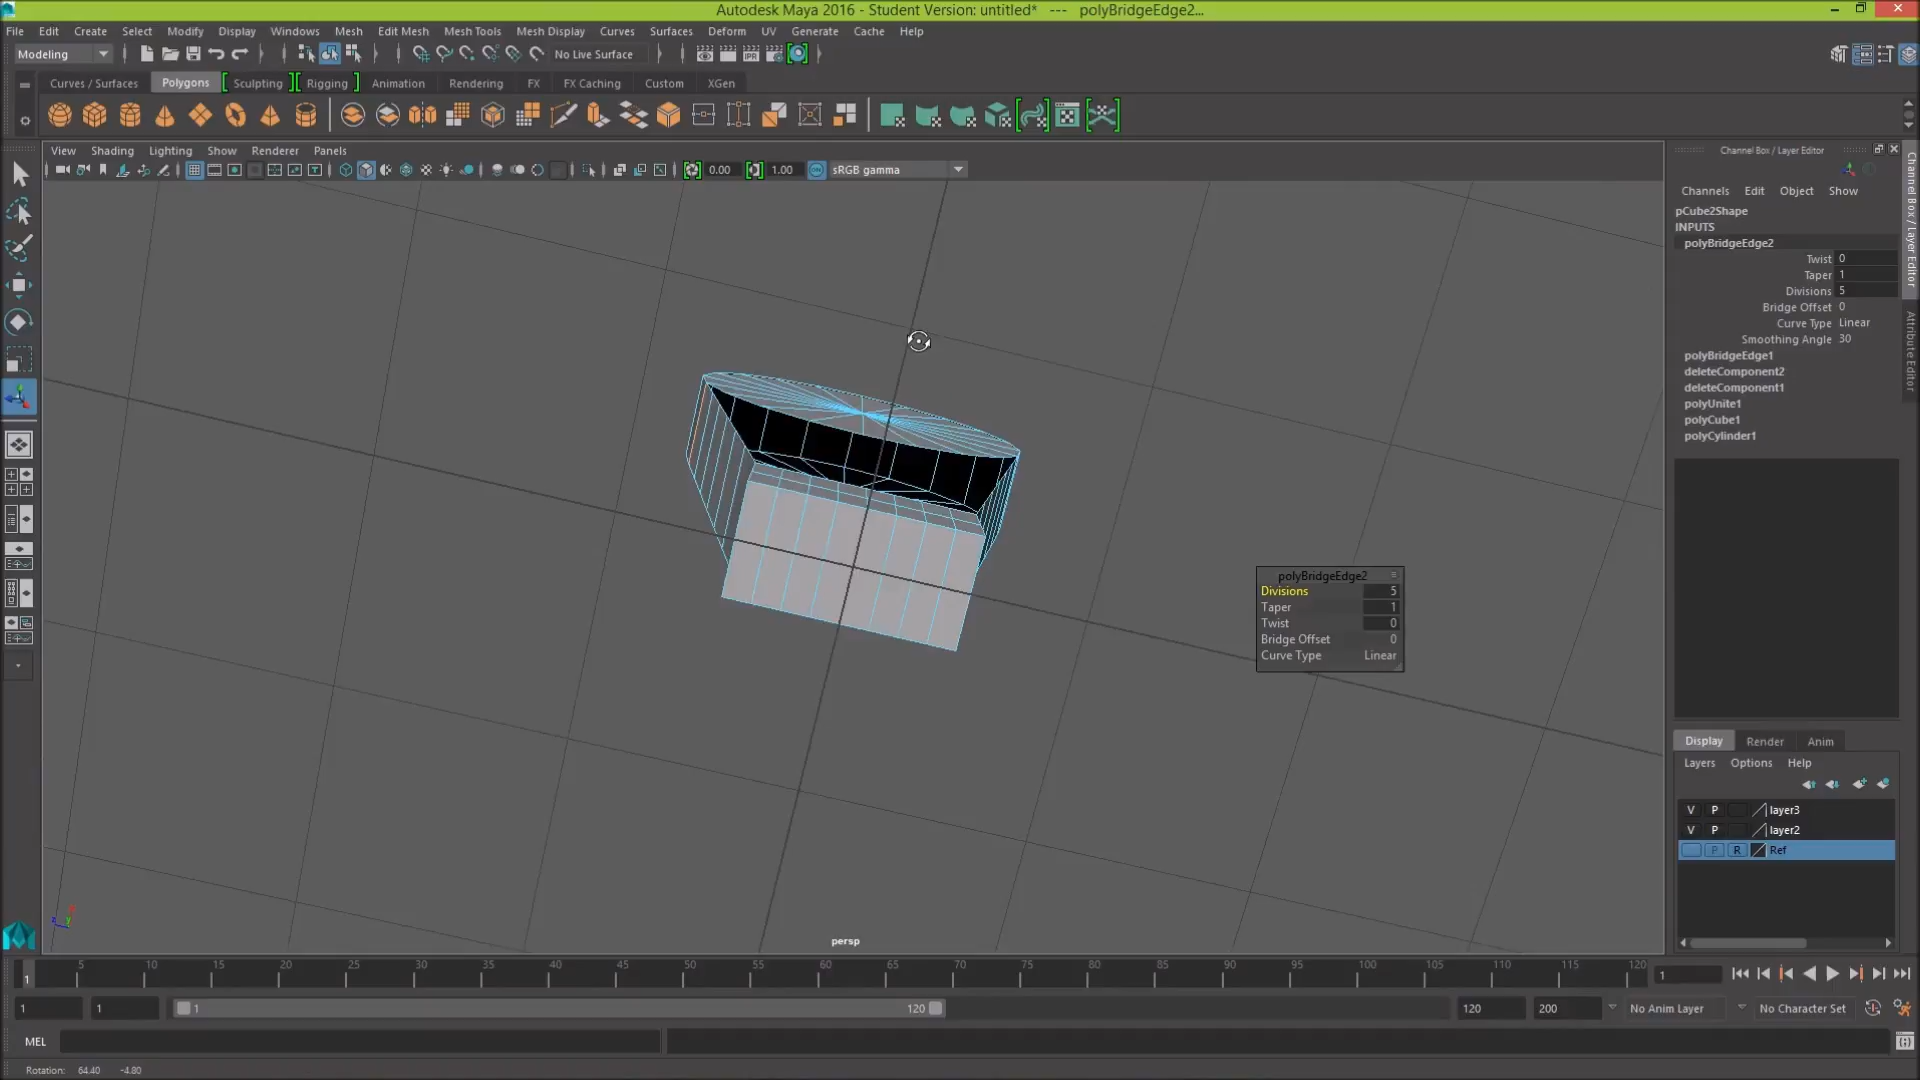 Autodesk Maya 2016 - Student Version: untitled* --- polyBridgeEdge2...
File Edit Create Select Modify Display Windows Mesh Edit Mesh Mesh Tools Mesh Display Curves Surfaces Deform UV Generate Cache Help
Modeling No Live Surface
Curves / Surfaces Polygons Sculpting Rigging Animation Rendering FX FX Caching Custom XGen
View Shading Lighting Show Renderer Panels
0.00 1.00 sRGB gamma
Channel Box / Layer Editor
Channels Edit Object Show
pCube2Shape
INPUTS
polyBridgeEdge2
Twist 0
Taper 1
Divisions 5
Bridge Offset 0
Curve Type Linear
Smoothing Angle 30
polyBridgeEdge1
deleteComponent2
deleteComponent1
polyUnite1
polyCube1
polyCylinder1
Channel Box / Layer Editor
Attribute Editor
polyBridgeEdge2
Divisions 5
Taper 1
Twist 0
Bridge Offset 0
Curve Type Linear
persp
Display Render Anim
Layers Options Help
V P layer3
V P layer2
P R Ref
1 5 10 15 20 25 30 35 40 45 50 55 60 65 70 75 80 85 90 95 100 105 110 115 120 1
1 1 1 120 120 200 No Anim Layer No Character Set
MEL
Rotation: 64.40 -4.80